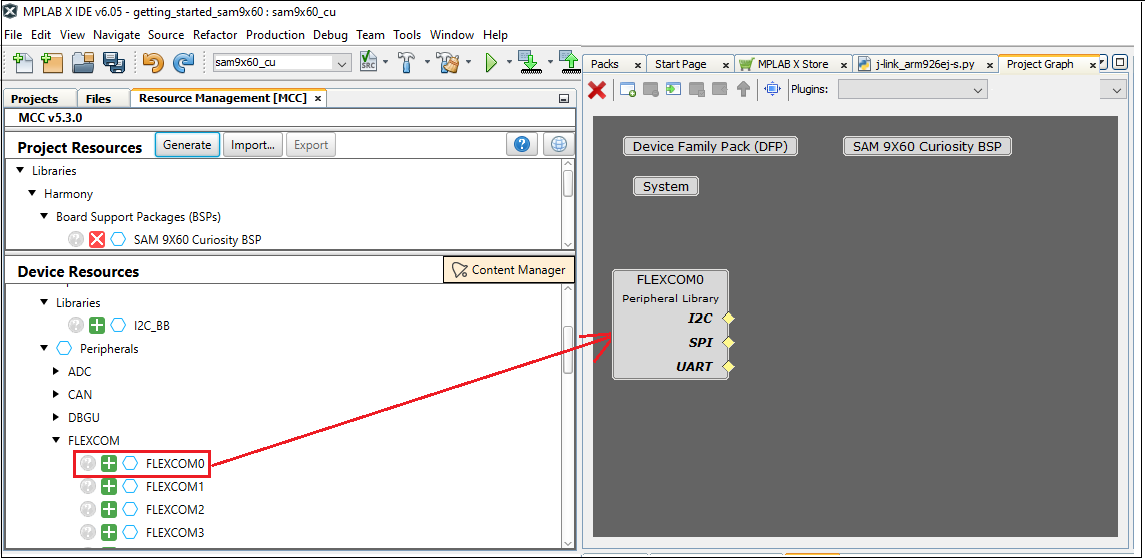 MPLAB X IDE v6.05 - getting_started_sam9x60 : sam9x60_cu
File Edit View Navigate Source Refactor Production Debug Team Tools Window Help
sam9x60_cu
SRC
Projects Files Resource Management [MCC] ×
MCC v5.3.0
Project Resources Generate Import... Export ?
Libraries
Harmony
Board Support Packages (BSPs)
? SAM 9X60 Curiosity BSP
Device Resources Content Manager
Libraries
? I2C_BB
Peripherals
ADC
CAN
DBGU
FLEXCOM
? FLEXCOM0
? FLEXCOM1
? FLEXCOM2
? FLEXCOM3
Packs × Start Page × MPLAB X Store × j-link_arm926ej-s.py × Project Graph ×
Plugins:
Device Family Pack (DFP) SAM 9X60 Curiosity BSP
System
FLEXCOM0
Peripheral Library
I2C
SPI
UART